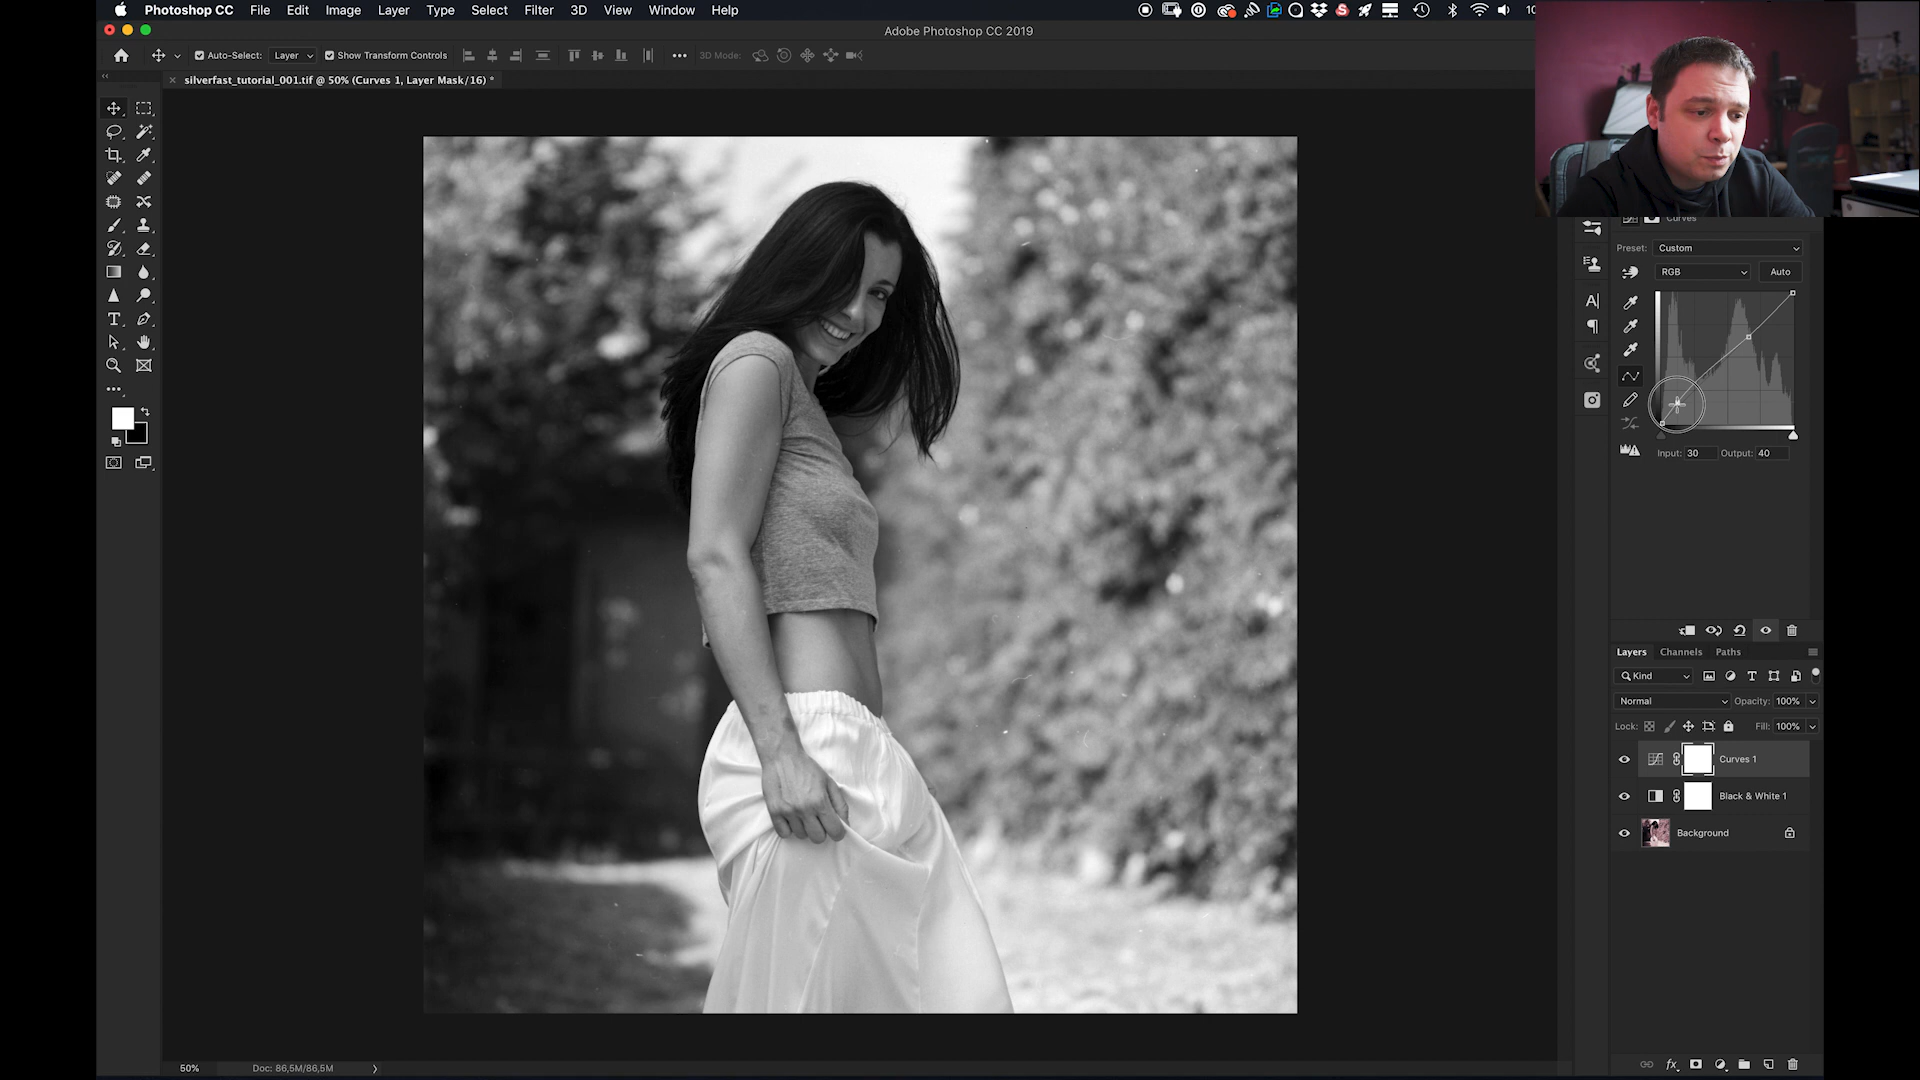 Photoshop CC File Edit Image Layer Type Select Filter 3D View Window Help
Adobe Photoshop CC 2019
Auto-Select: Layer Show Transform Controls 3D Mode:
silverfast_tutorial_001.tif @ 50% (Curves 1, Layer Mask/16) *
Curves
Preset: Custom
RGB Auto
Input: 30 Output: 40
Layers Channels Paths
Kind
Normal Opacity: 100%
Lock: Fill: 100%
Curves 1
Black & White 1
Background
50% Doc: 86,5M/86,5M